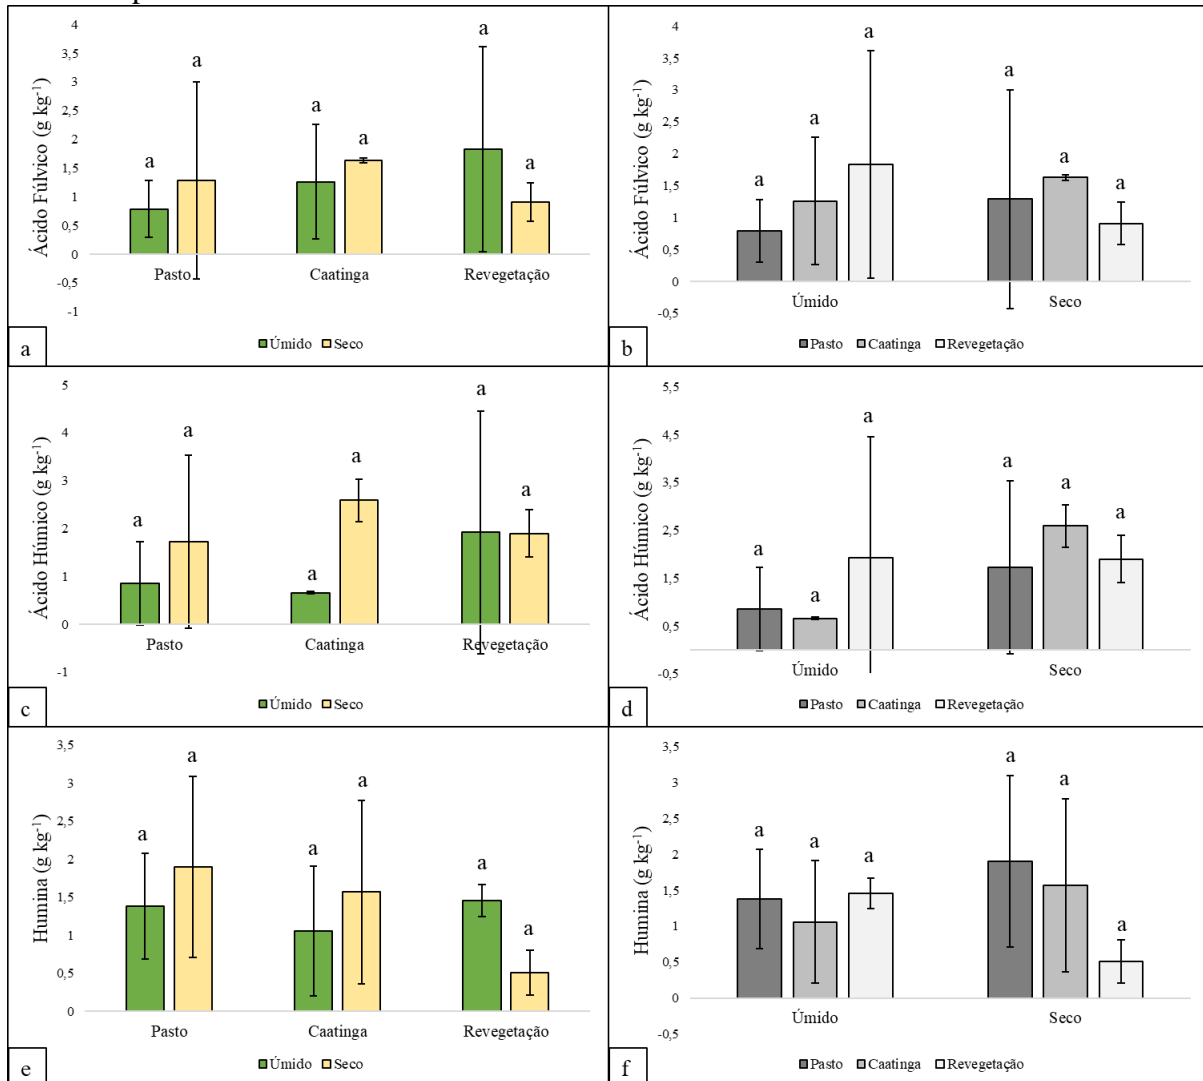 4
3,5
3
2,5
2
1,5
1
0,5
0
-0,5
-1
Ácido Fúlvico (g kg⁻¹)
a a a a a a
Pasto Caatinga Revegetação
Úmido Seco
a
4
3,5
3
2,5
2
1,5
1
0,5
0
-0,5
Ácido Fúlvico (g kg⁻¹)
a a a a a a
Úmido Seco
Pasto Caatinga Revegetação
b
5
4
3
2
1
0
-1
Ácido Húmico (g kg⁻¹)
a a a a a a
Pasto Caatinga Revegetação
Úmido Seco
c
5,5
4,5
3,5
2,5
1,5
0,5
-0,5
Ácido Húmico (g kg⁻¹)
a a a a a a
Úmido Seco
Pasto Caatinga Revegetação
d
3,5
3
2,5
2
1,5
1
0,5
0
Humina (g kg⁻¹)
a a a a a a
Pasto Caatinga Revegetação
Úmido Seco
e
3,5
3
2,5
2
1,5
1
0,5
0
-0,5
Humina (g kg⁻¹)
a a a a a a
Úmido Seco
Pasto Caatinga Revegetação
f